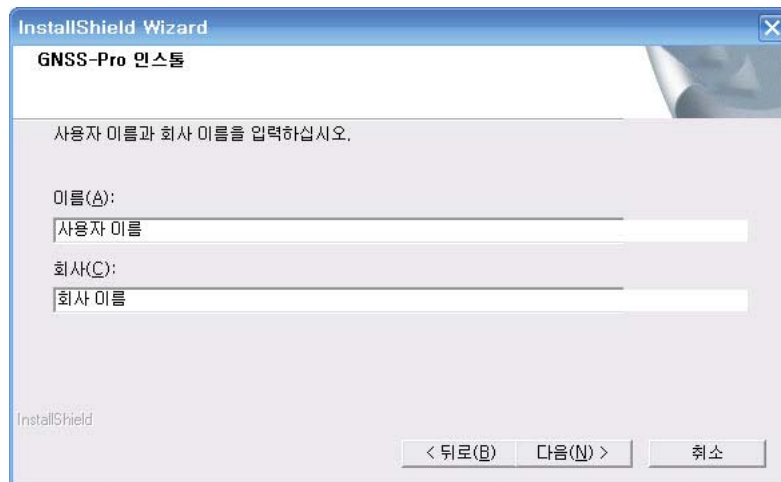 InstallShield Wizard
GNSS-Pro 인스톨
사용자 이름과 회사 이름을 입력하십시오.
이름(A):
사용자 이름
회사(C):
회사 이름
InstallShield
< 뒤로(B) 다음(N) > 취소